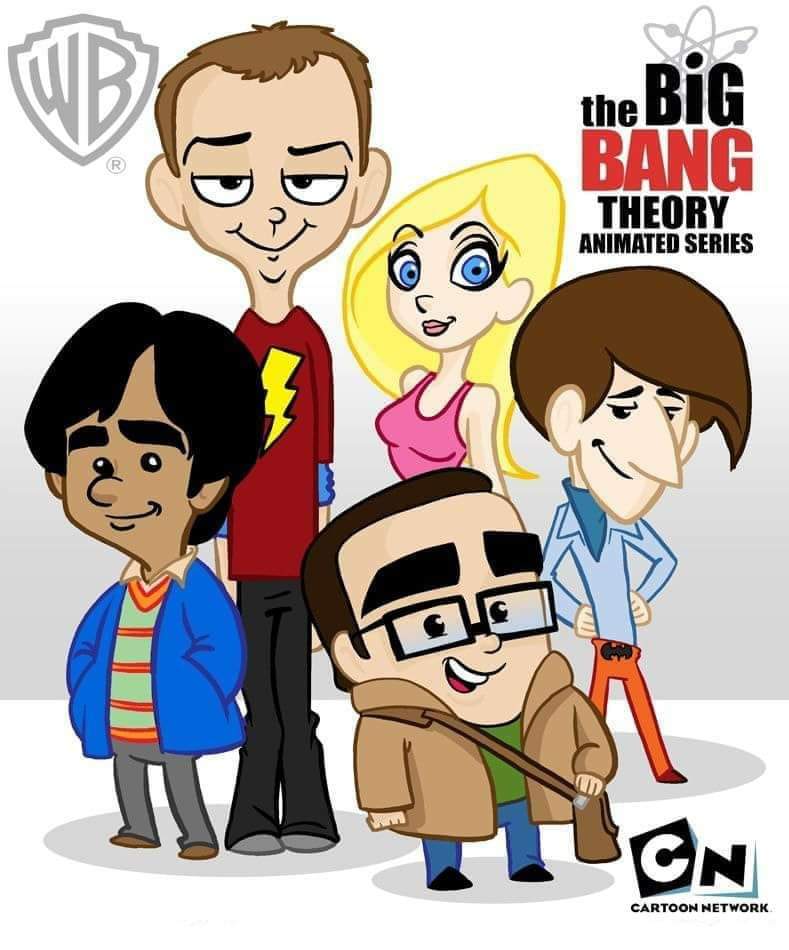 WB
®
the BiG
BANG
THEORY
ANIMATED SERIES
CN
CARTOON NETWORK